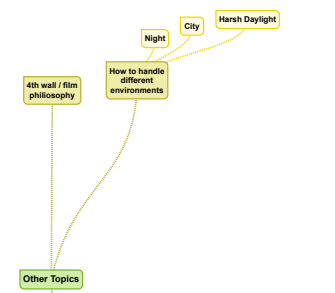 Harsh Daylight
City
Night
How to handle
different
environments
4th wall / film
philiosophy
Other Topics